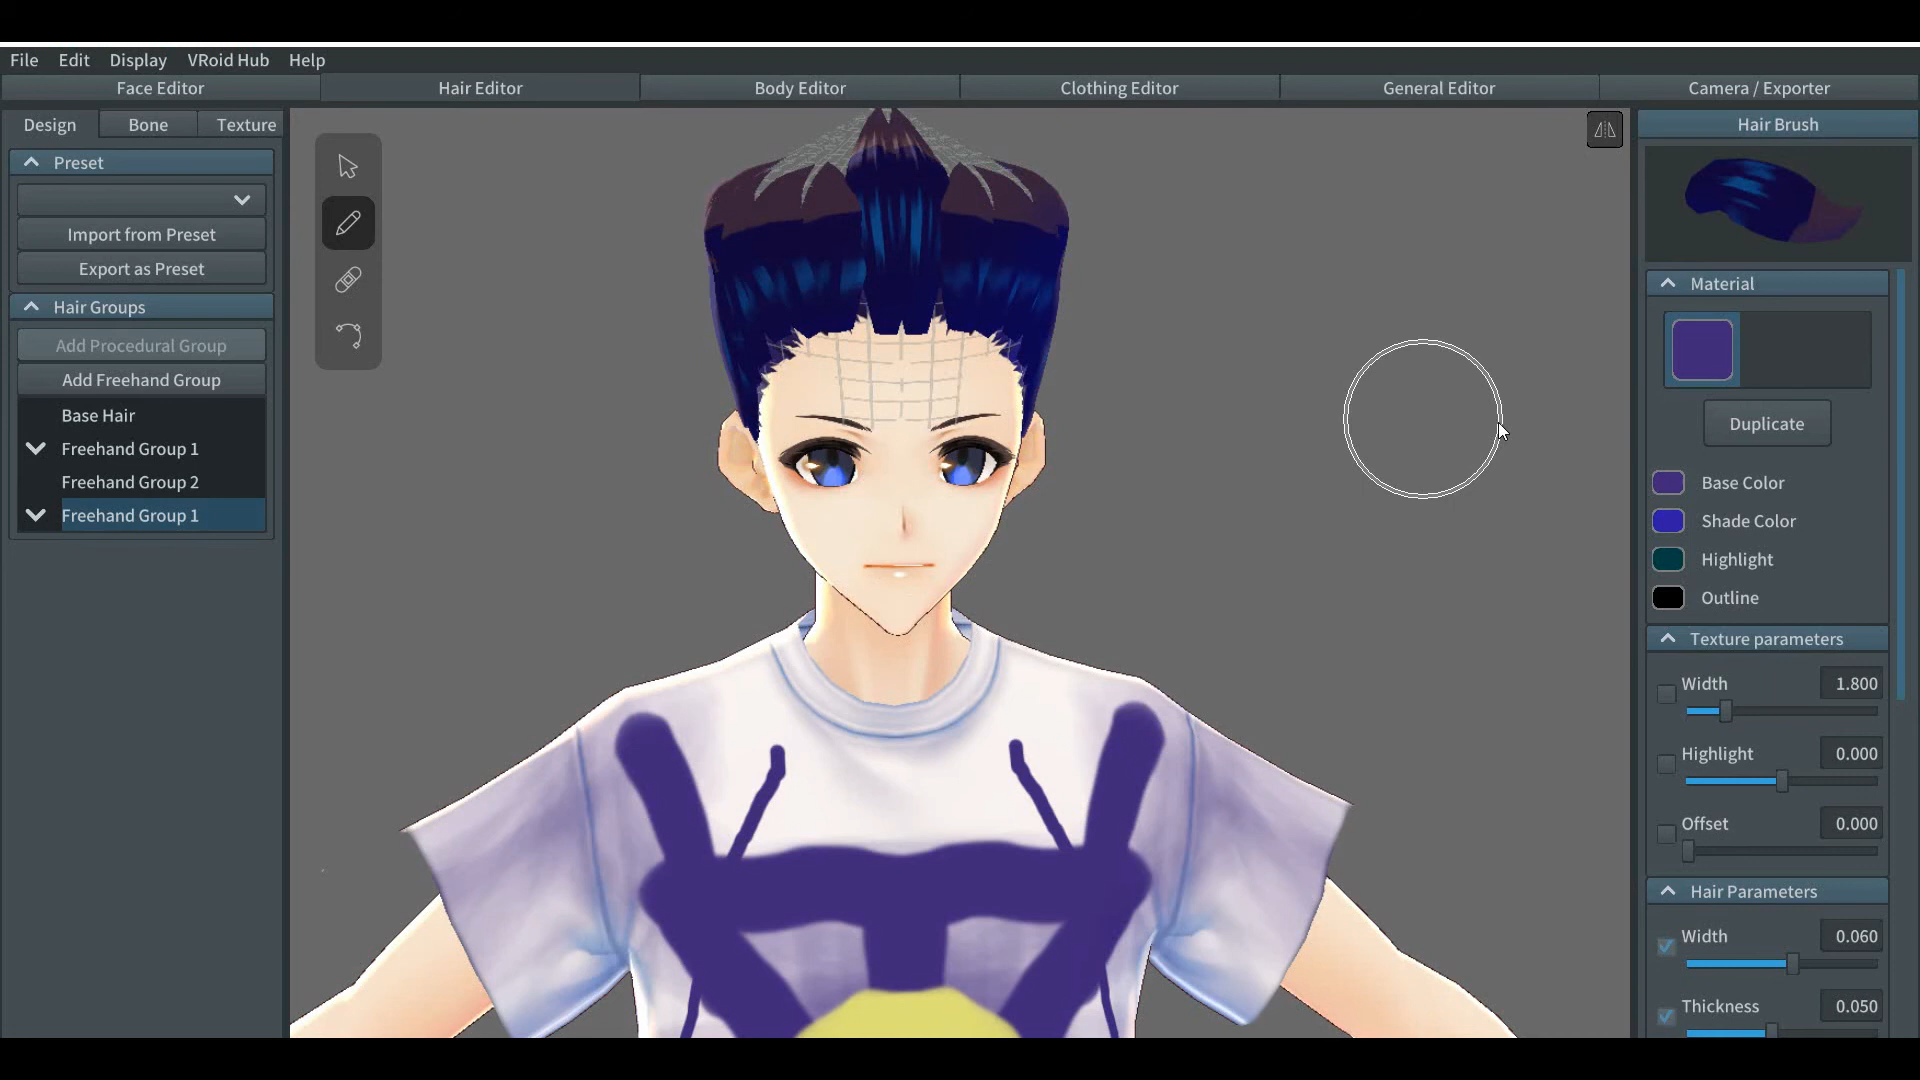 File Edit Display VRoid Hub Help
Face Editor Hair Editor Body Editor Clothing Editor General Editor Camera / Exporter
Design Bone Texture
Preset
Import from Preset
Export as Preset
Hair Groups
Add Procedural Group
Add Freehand Group
Base Hair
Freehand Group 1
Freehand Group 2
Freehand Group 1
Hair Brush
Material
Duplicate
Base Color
Shade Color
Highlight
Outline
Texture parameters
Width 1.800
Highlight 0.000
Offset 0.000
Hair Parameters
Width 0.060
Thickness 0.050